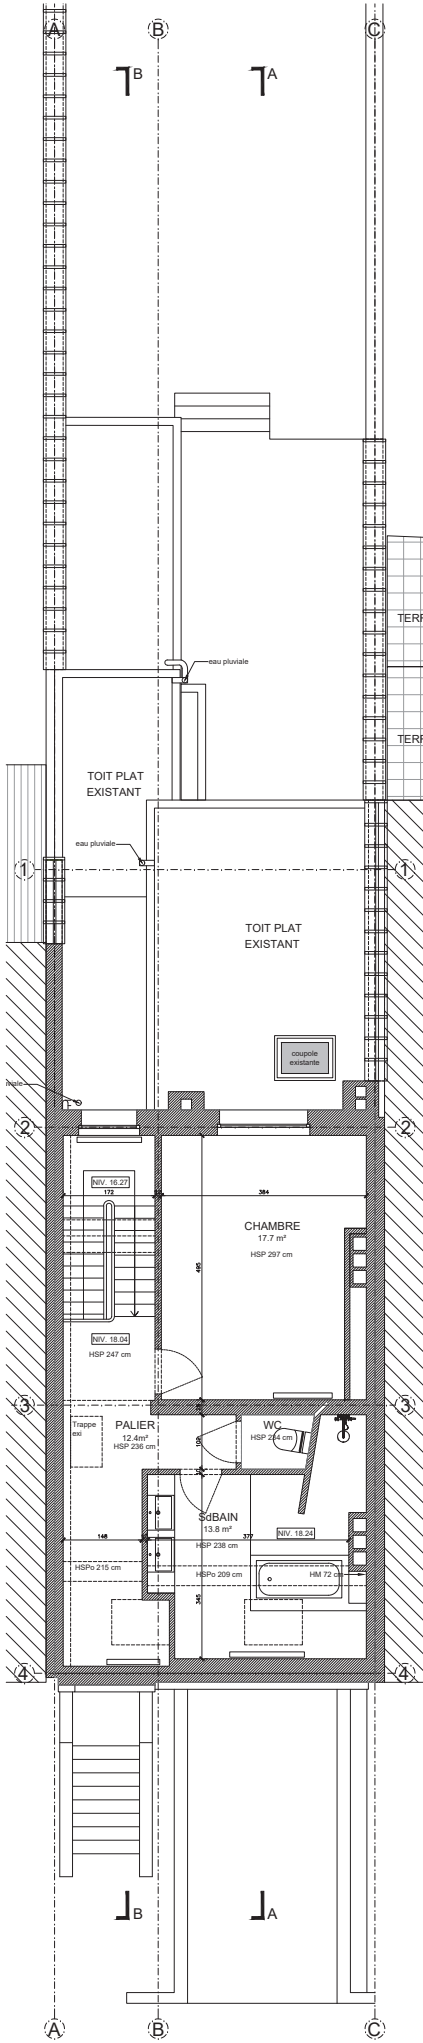 A
B
C
B
A
TERR
eau pluviale
TERR
TOIT PLAT
EXISTANT
eau pluviale
1
1
TOIT PLAT
EXISTANT
coupole
existante
2
2
NIV. 16.27
172
384
CHAMBRE
17.7 m²
HSP 297 cm
495
NIV. 18.04
HSP 247 cm
3
3
Trappe
exi
PALIER
12.4m²
HSP 236 cm
WC
HSP 234 cm
SdBAIN
13.8 m²
NIV. 18.24
148
377
HSP 238 cm
HSPo 215 cm
HSPo 209 cm
HM 72 cm
345
4
4
B
A
A
B
C